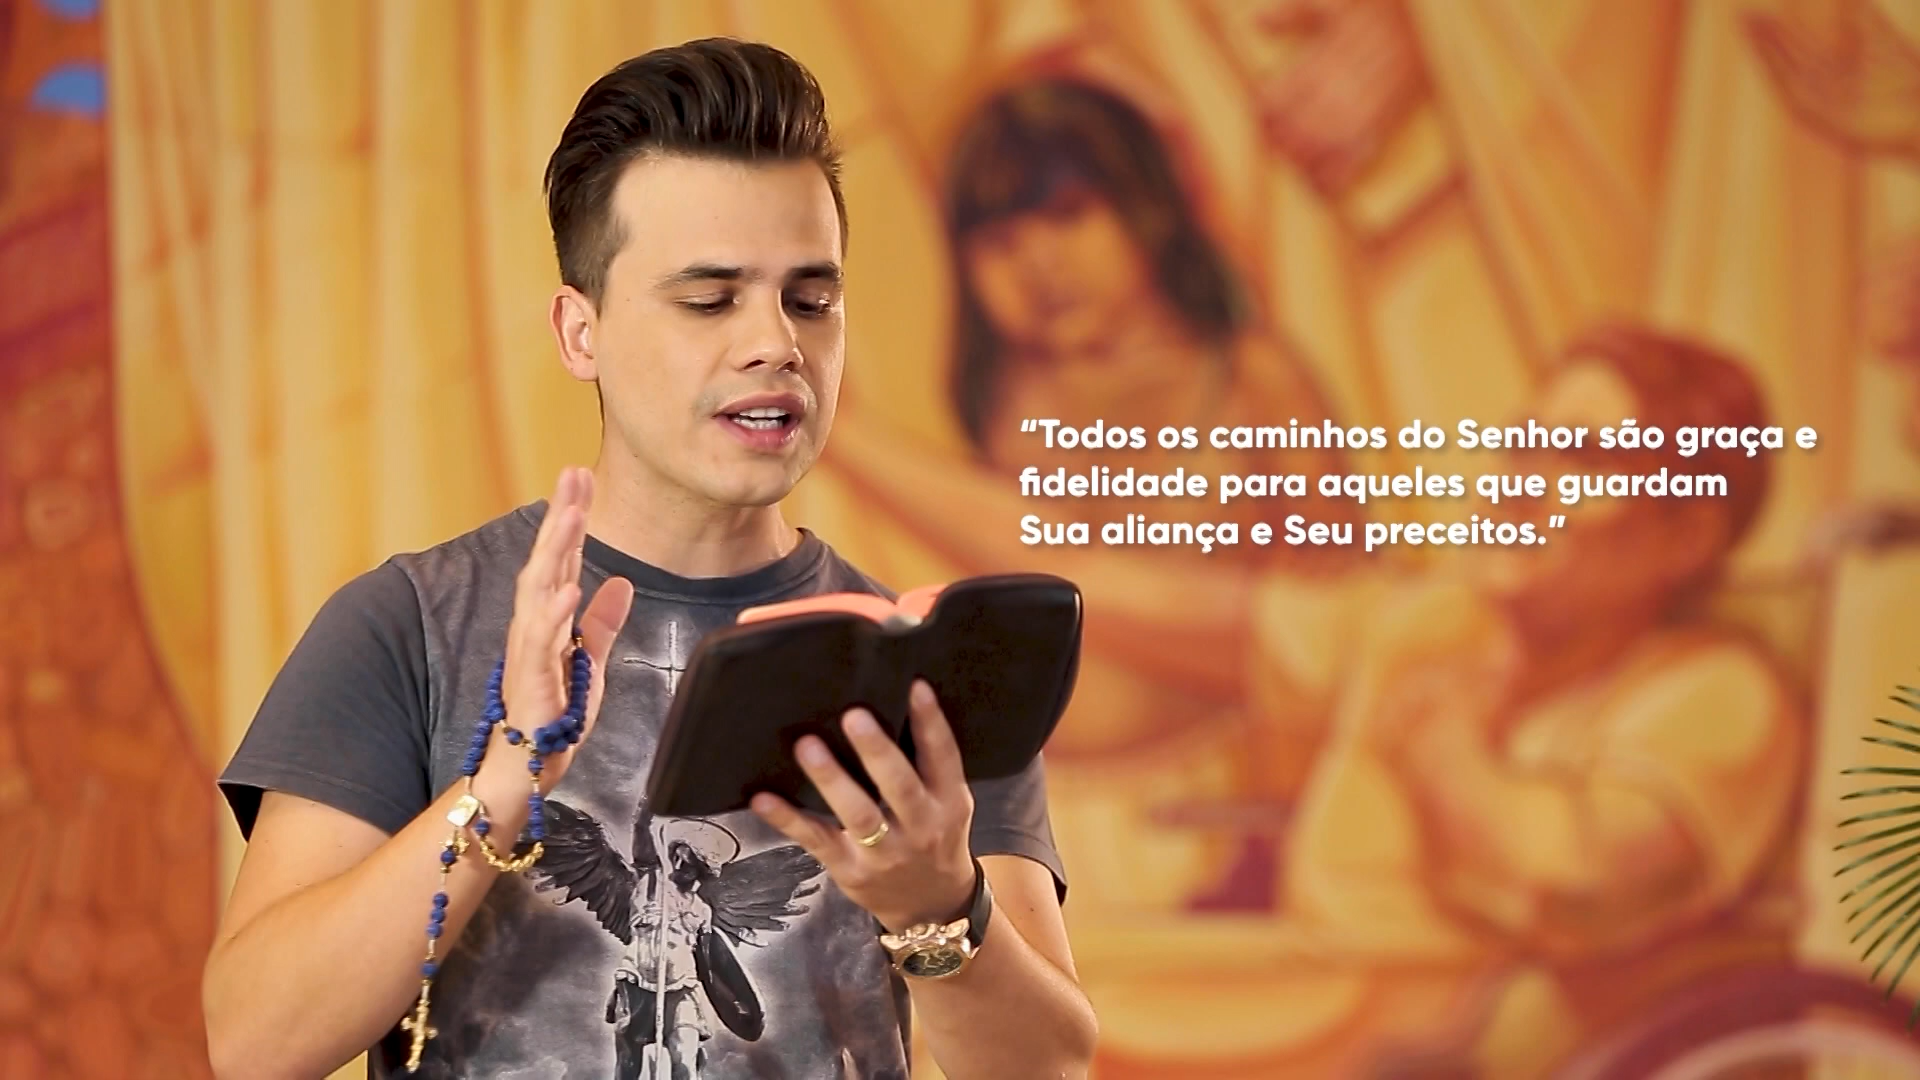 “Todos os caminhos do Senhor são graça e
fidelidade para aqueles que guardam
Sua aliança e Seu preceitos.”